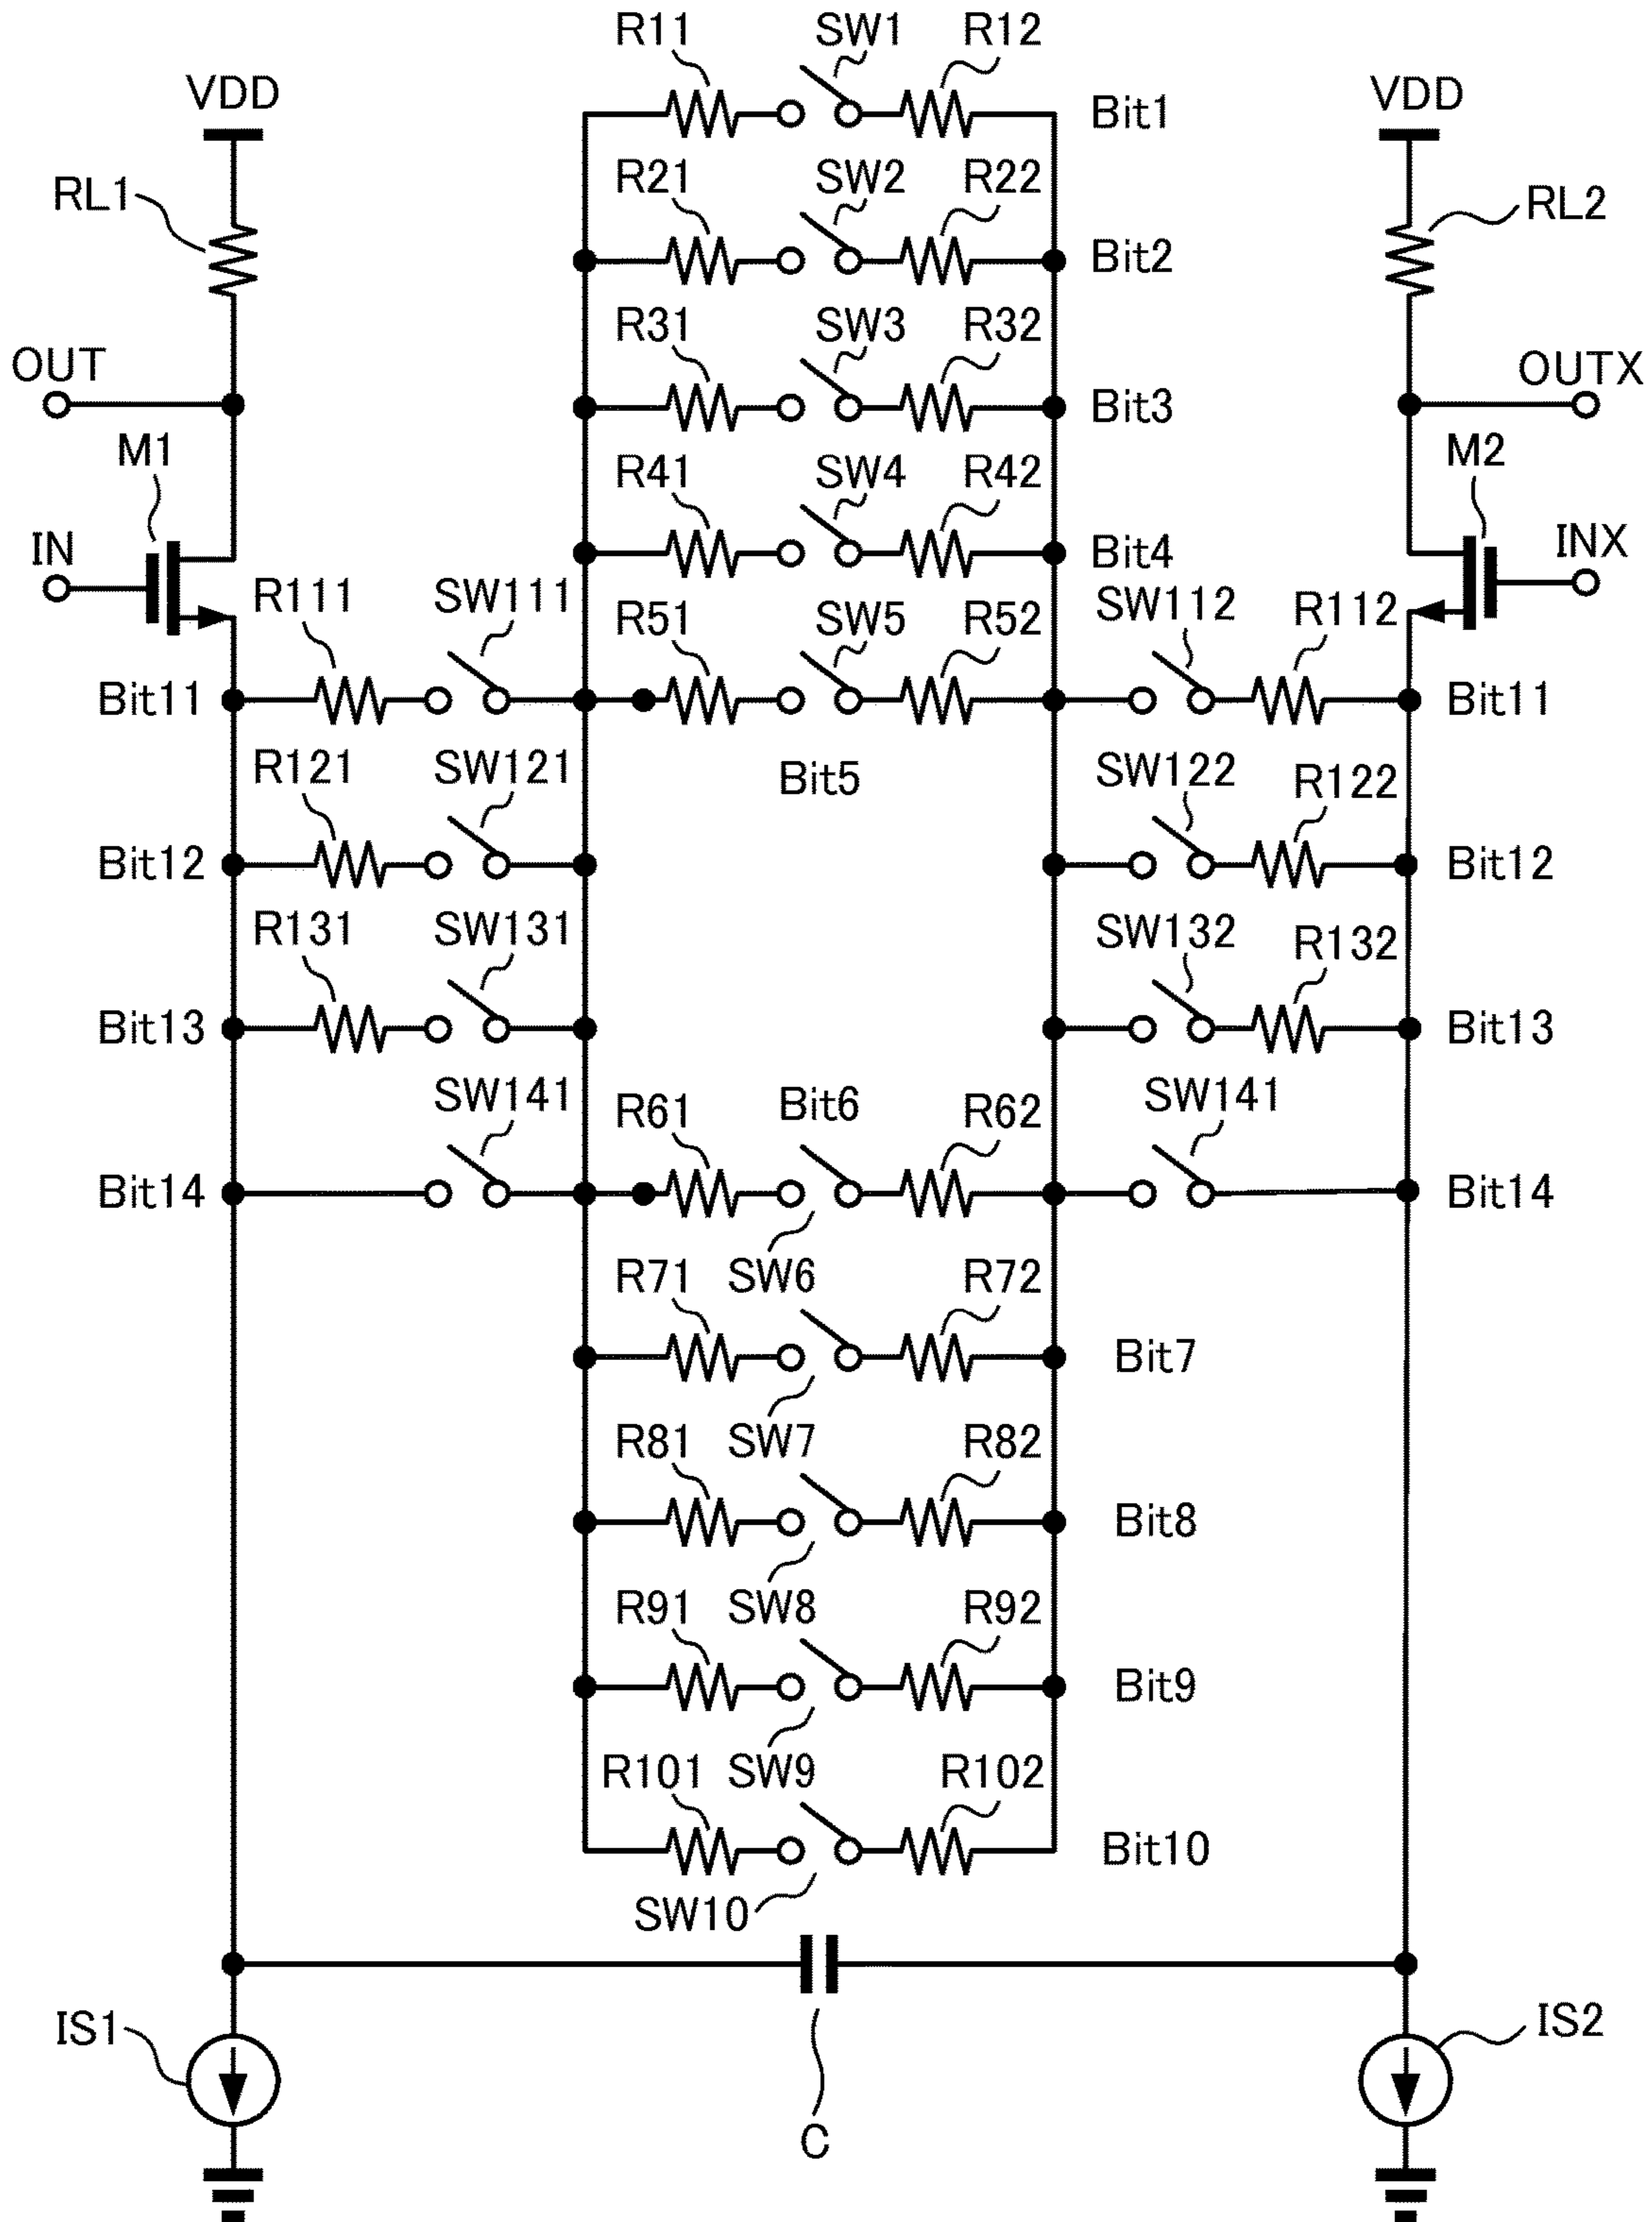 R11 SW1 R12
VDD Bit1 VDD
R21 SW2 R22
RL1 RL2
Bit2
R31 SW3 R32
OUT OUTX
Bit3
M1 R41 SW4 R42 M2
IN Bit4 INX
R111 SW111 R51 SW5 R52 SW112 R112
Bit11 Bit11
R121 SW121 Bit5 SW122 R122
Bit12 Bit12
R131 SW131 SW132 R132
Bit13 Bit13
SW141 R61 Bit6 R62 SW141
Bit14 Bit14
R71 SW6 R72
Bit7
R81 SW7 R82
Bit8
R91 SW8 R92
Bit9
R101 SW9 R102
Bit10
SW10
IS1 IS2
C